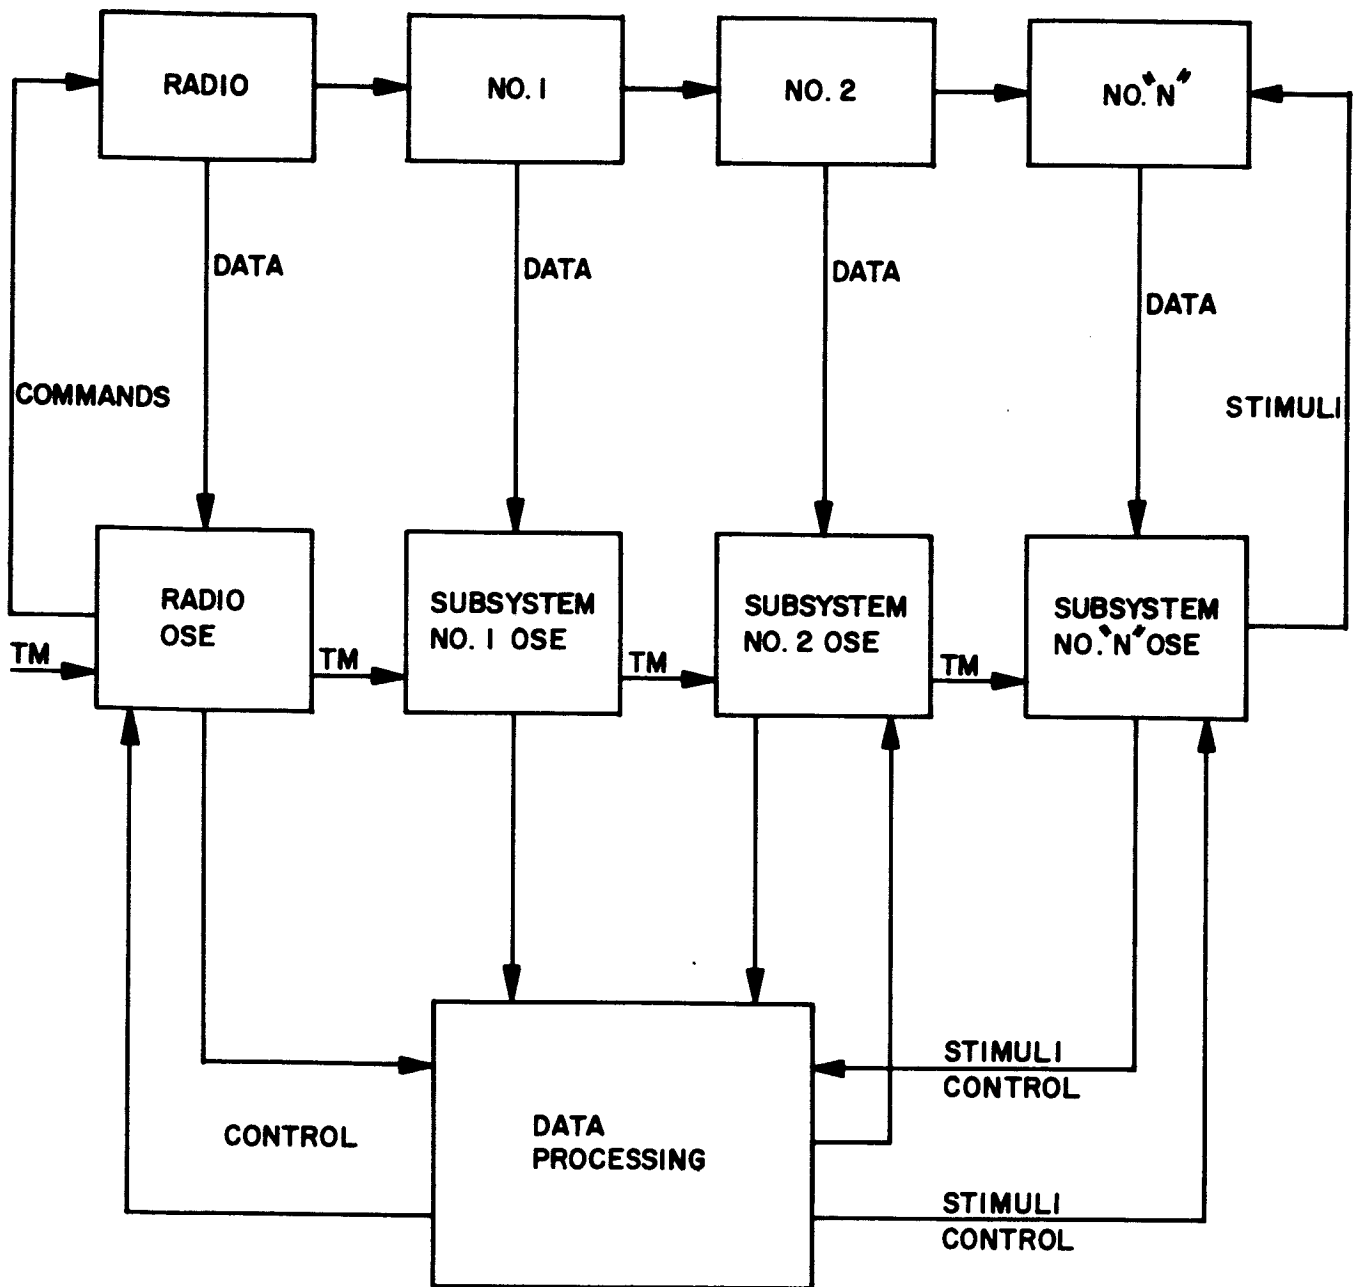 RADIO
NO. 1
NO. 2
NO. "N"
DATA
DATA
DATA
DATA
COMMANDS
STIMULI
RADIO
OSE
SUBSYSTEM
NO. 1 OSE
SUBSYSTEM
NO. 2 OSE
SUBSYSTEM
NO. "N" OSE
TM
TM
TM
TM
STIMULI
CONTROL
CONTROL
DATA
PROCESSING
STIMULI
CONTROL